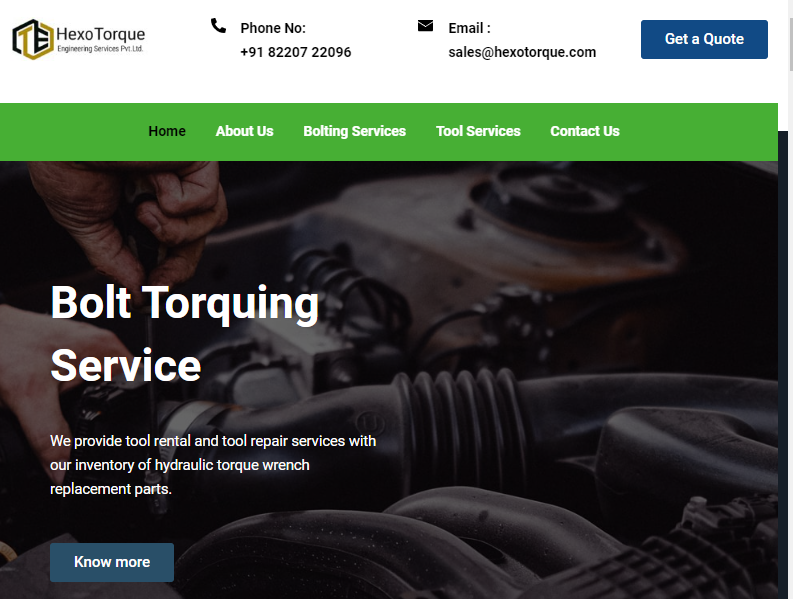 HexoTorque
Engineering Services Pvt.Ltd.
Phone No:
+91 82207 22096
Email :
sales@hexotorque.com
Get a Quote
Home About Us Bolting Services Tool Services Contact Us
Bolt Torquing
Service
We provide tool rental and tool repair services with
our inventory of hydraulic torque wrench
replacement parts.
Know more